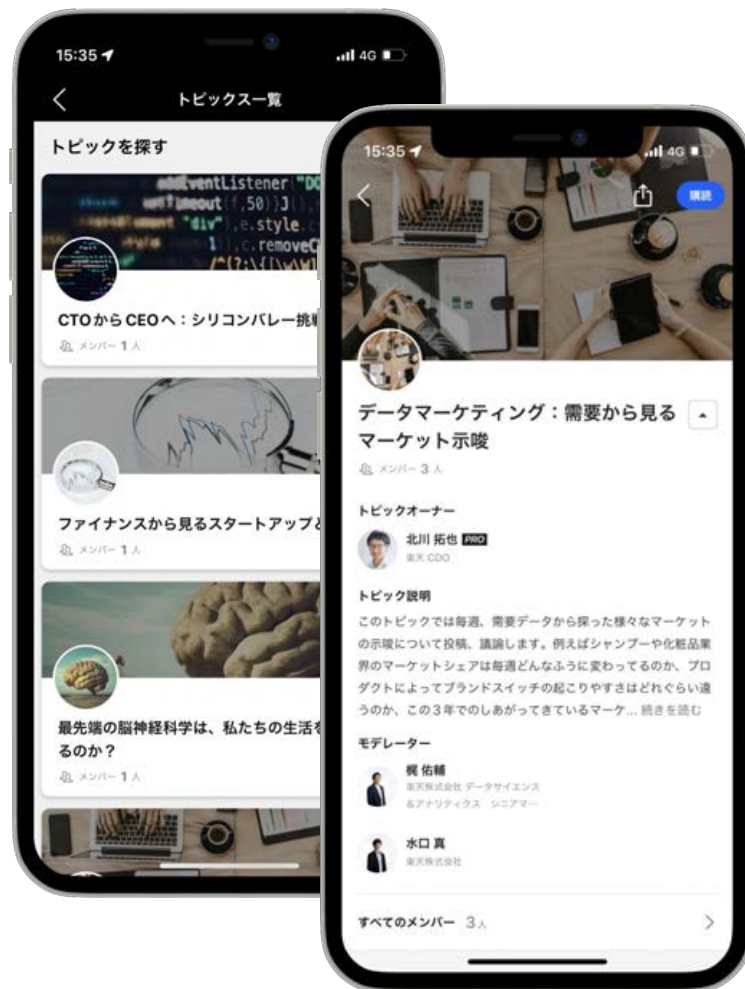 15:35
4G
トピックス一覧
トピックを探す
addEventListener("DO
timeout(f,50)}J()
"div"),e.style.
1}),c.removeC
CTOからCEOへ:シリコンバレー挑戦
メンバー 1 人
ファイナンスから見るスタートアップと
メンバー 1 人
最先端の脳神経科学は、私たちの生活を
るのか?
メンバー 1 人
15:35
4G
購読
データマーケティング:需要から見る
マーケット示唆
メンバー 3 人
トピックオーナー
北川 拓也 PRO
楽天 CDO
トピック説明
このトピックでは毎週、需要データから探った様々なマーケット
の示唆について投稿、議論します。例えばシャンプーや化粧品業
界のマーケットシェアは毎週どんなふうに変わってるのか、プロ
ダクトによってブランドスイッチの起こりやすさはどれぐらい違
うのか、この3年でのしあがってきているマーケ... 続きを読む
モデレーター
梶 佑輔
楽天株式会社 データサイエンス
&アナリティクス シニアマ…
水口 真
楽天株式会社
すべてのメンバー 3人